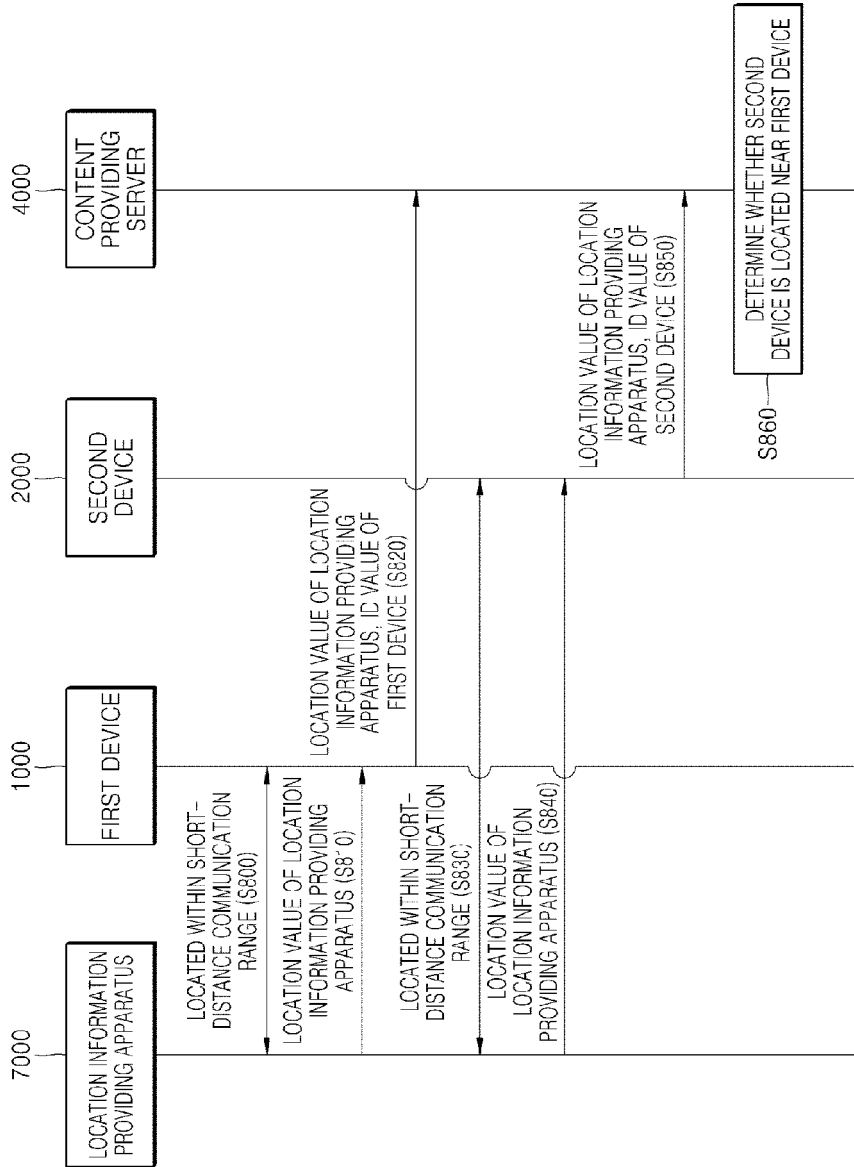 7000
1000
2000
4000
LOCATION INFORMATION
PROVIDING APPARATUS
FIRST DEVICE
SECOND
DEVICE
CONTENT
PROVIDING
SERVER
LOCATED WITHIN SHORT-
DISTANCE COMMUNICATION
RANGE (S800)
LOCATION VALUE OF LOCATION
INFORMATION PROVIDING
APPARATUS (S810)
LOCATION VALUE OF LOCATION
INFORMATION PROVIDING
APPARATUS, ID VALUE OF
FIRST DEVICE (S820)
LOCATED WITHIN SHORT-
DISTANCE COMMUNICATION
RANGE (S830)
LOCATION VALUE OF
LOCATION INFORMATION
PROVIDING APPARATUS (S840)
LOCATION VALUE OF LOCATION
INFORMATION PROVIDING
APPARATUS, ID VALUE OF
SECOND DEVICE (S850)
S860
DETERMINE WHETHER SECOND
DEVICE IS LOCATED NEAR FIRST DEVICE